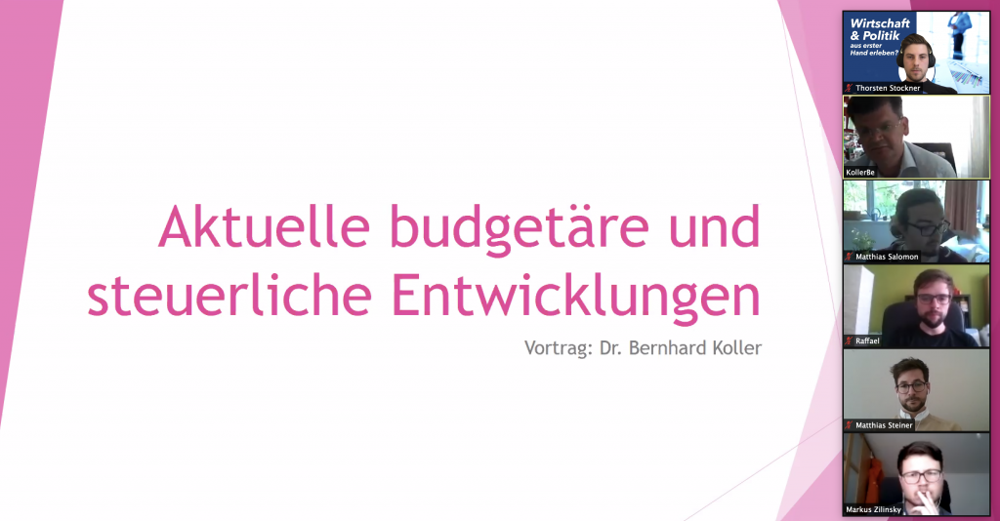 Aktuelle budgetäre und
steuerliche Entwicklungen
Vortrag: Dr. Bernhard Koller
Wirtschaft
& Politik
aus erster
Hand erleben?
Thorsten Stockner
KollerBe
Matthias Salomon
Raffael
Matthias Steiner
Markus Zilinsky